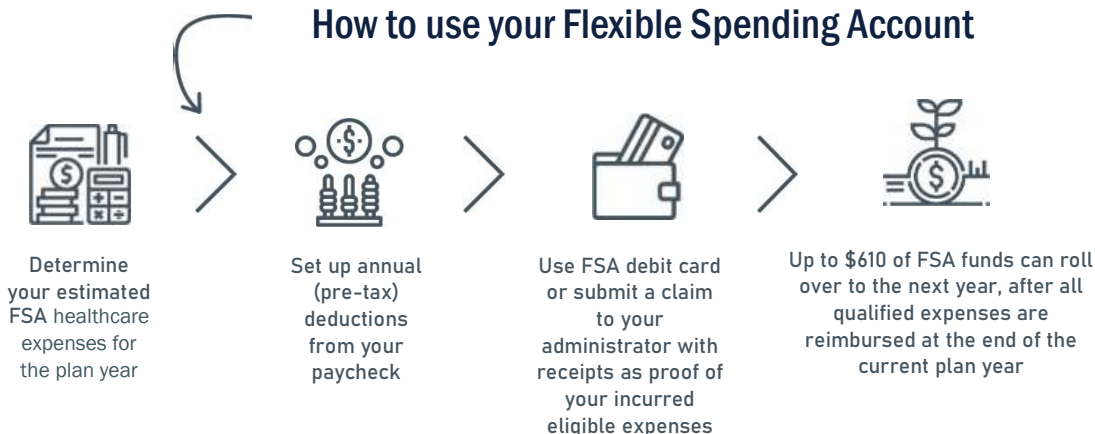 How to use your Flexible Spending Account
Determine
your estimated
FSA healthcare
expenses for
the plan year
Set up annual
(pre-tax)
deductions
from your
paycheck
Use FSA debit card
or submit a claim
to your
administrator with
receipts as proof of
your incurred
eligible expenses
Up to $610 of FSA funds can roll
over to the next year, after all
qualified expenses are
reimbursed at the end of the
current plan year